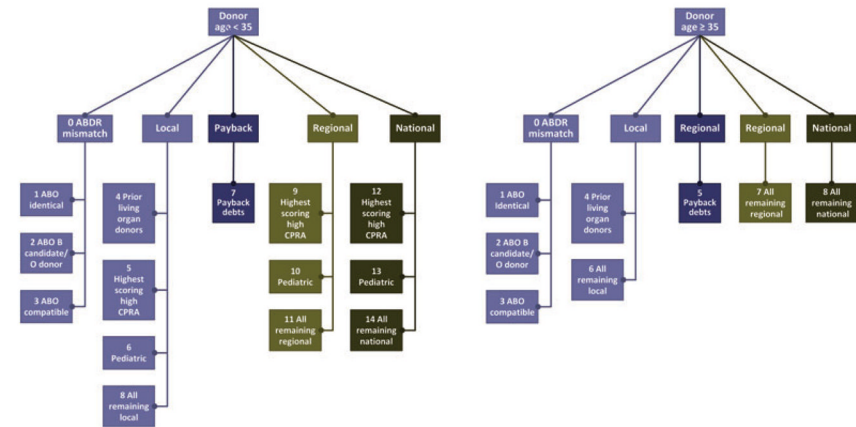 Donor
age < 35
0 ABDR
mismatch
Local
Payback
Regional
National
1 ABO
identical
2 ABO B
candidate/
O donor
3 ABO
compatible
4 Prior
living
organ
donors
5
Highest
scoring
high
CPRA
6
Pediatric
8 All
remaining
local
7
Payback
debts
9
Highest
scoring
high
CPRA
10
Pediatric
11 All
remaining
regional
12
Highest
scoring
high
CPRA
13
Pediatric
14 All
remaining
national
Donor
age ≥ 35
0 ABDR
mismatch
Local
Regional
Regional
National
1 ABO
identical
2 ABO B
candidate/
O donor
3 ABO
compatible
4 Prior
living organ
donors
6 All
remaining
local
5
Payback
debts
7 All
remaining
regional
8 All
remaining
national